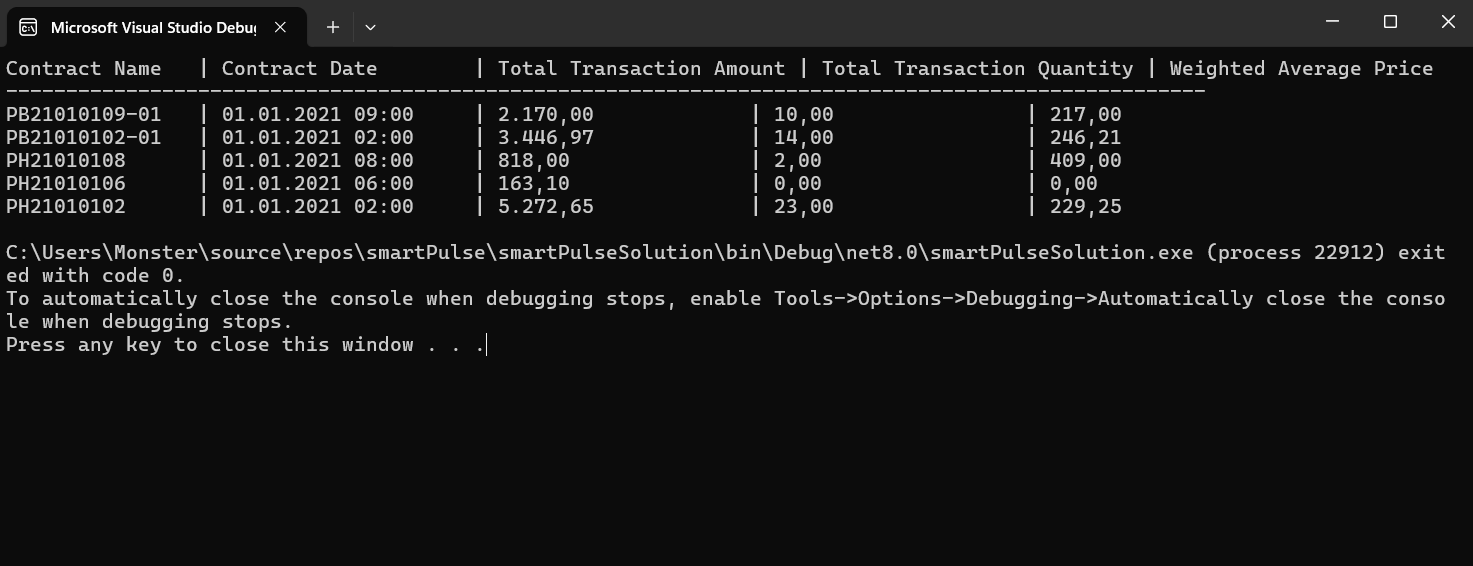 Microsoft Visual Studio Debug
Contract Name   | Contract Date        | Total Transaction Amount | Total Transaction Quantity | Weighted Average Price
----------------------------------------------------------------------------------------------------
PB21010109-01   | 01.01.2021 09:00     | 2.170,00             | 10,00                | 217,00
PB21010102-01   | 01.01.2021 02:00     | 3.446,97             | 14,00                | 246,21
PH21010108      | 01.01.2021 08:00     | 818,00               | 2,00                 | 409,00
PH21010106      | 01.01.2021 06:00     | 163,10               | 0,00                 | 0,00
PH21010102      | 01.01.2021 02:00     | 5.272,65             | 23,00                | 229,25
C:\Users\Monster\source\repos\smartPulse\smartPulseSolution\bin\Debug\net8.0\smartPulseSolution.exe (process 22912) exit
ed with code 0.
To automatically close the console when debugging stops, enable Tools->Options->Debugging->Automatically close the conso
le when debugging stops.
Press any key to close this window . . .